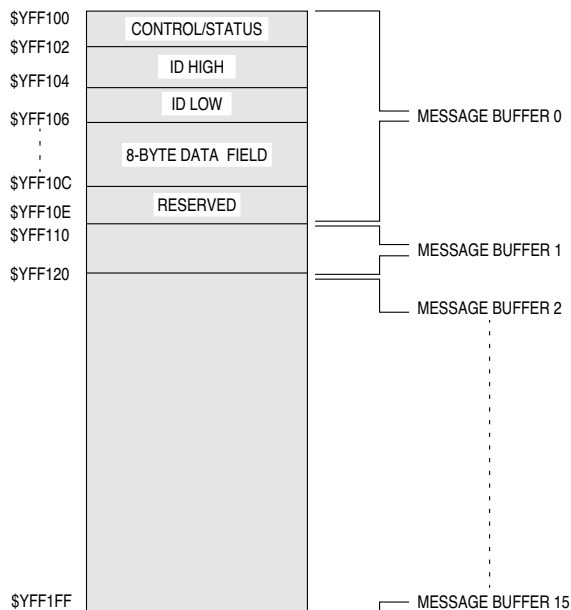 $YFF100
CONTROL/STATUS
$YFF102
ID HIGH
$YFF104
ID LOW
$YFF106
MESSAGE BUFFER 0
8-BYTE DATA FIELD
$YFF10C
RESERVED
$YFF10E
$YFF110
MESSAGE BUFFER 1
$YFF120
MESSAGE BUFFER 2
$YFF1FF
MESSAGE BUFFER 15